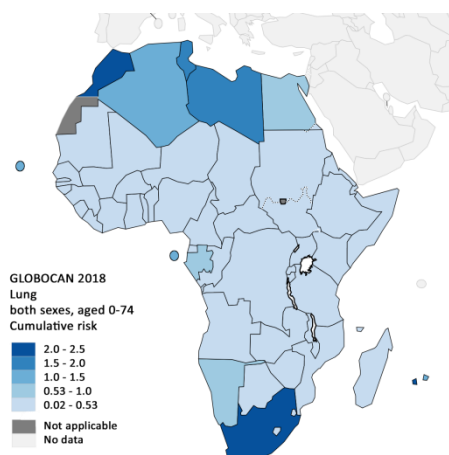 GLOBOCAN 2018
Lung
both sexes, aged 0-74
Cumulative risk
2.0 - 2.5
1.5 - 2.0
1.0 - 1.5
0.53 - 1.0
0.02 - 0.53
Not applicable
No data